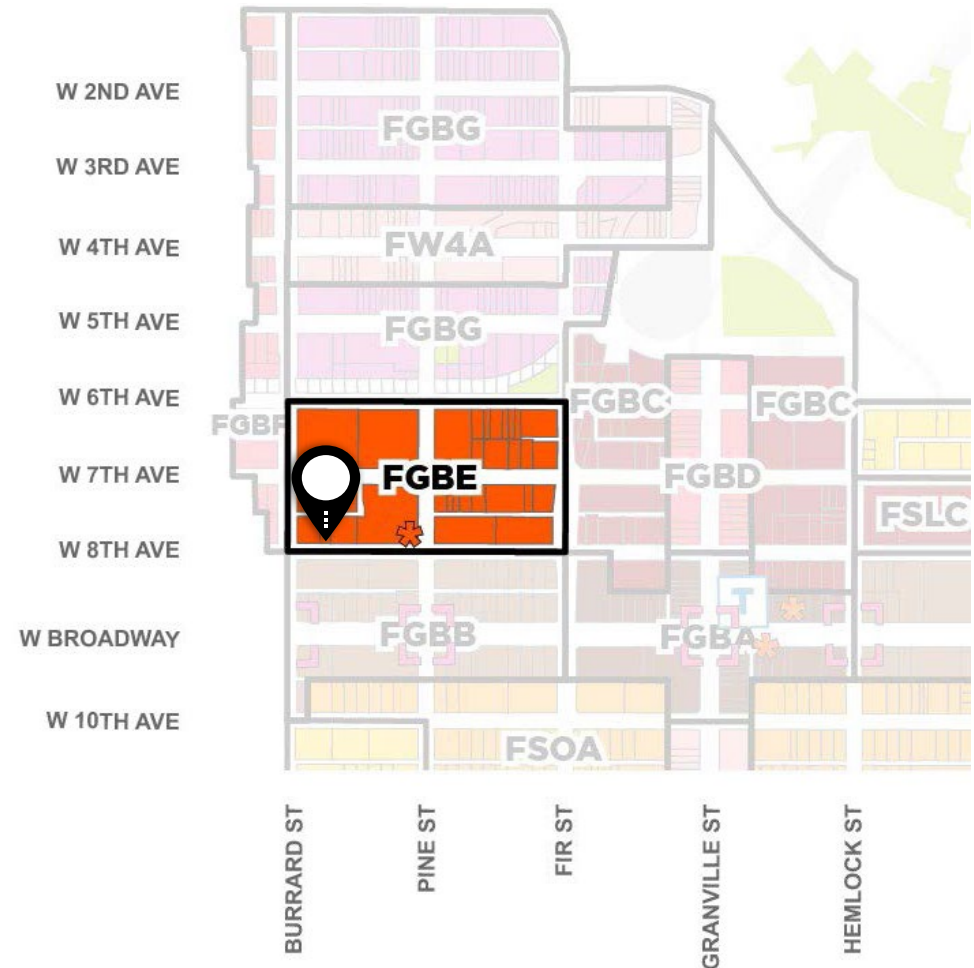 W 2ND AVE
FGBG
W 3RD AVE
W 4TH AVE
FW4A
W 5TH AVE
FGBG
W 6TH AVE
FGBC
FGBC
FGBF
W 7TH AVE
FGBE
FGBD
FSLC
W 8TH AVE
T
W BROADWAY
FGBB
FGBA
W 10TH AVE
FSOA
BURRARD ST
PINE ST
FIR ST
GRANVILLE ST
HEMLOCK ST